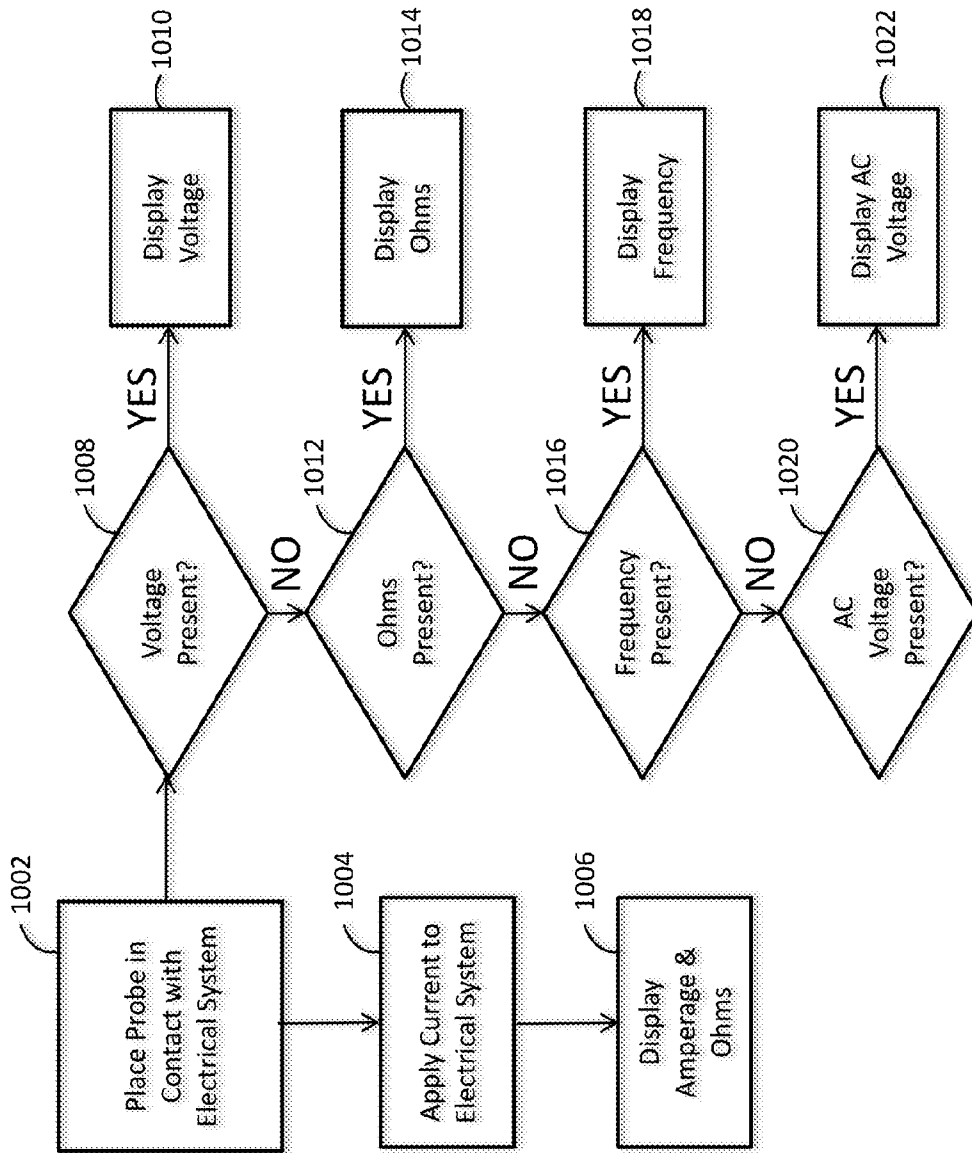 1002
Place Probe in
Contact with
Electrical System
1004
Apply Current to
Electrical System
1006
Display
Amperage &
Ohms
1008
Voltage
Present?
YES
1010
Display
Voltage
NO
1012
Ohms
Present?
YES
1014
Display
Ohms
NO
1016
Frequency
Present?
YES
1018
Display
Frequency
NO
1020
AC
Voltage
Present?
YES
1022
Display AC
Voltage